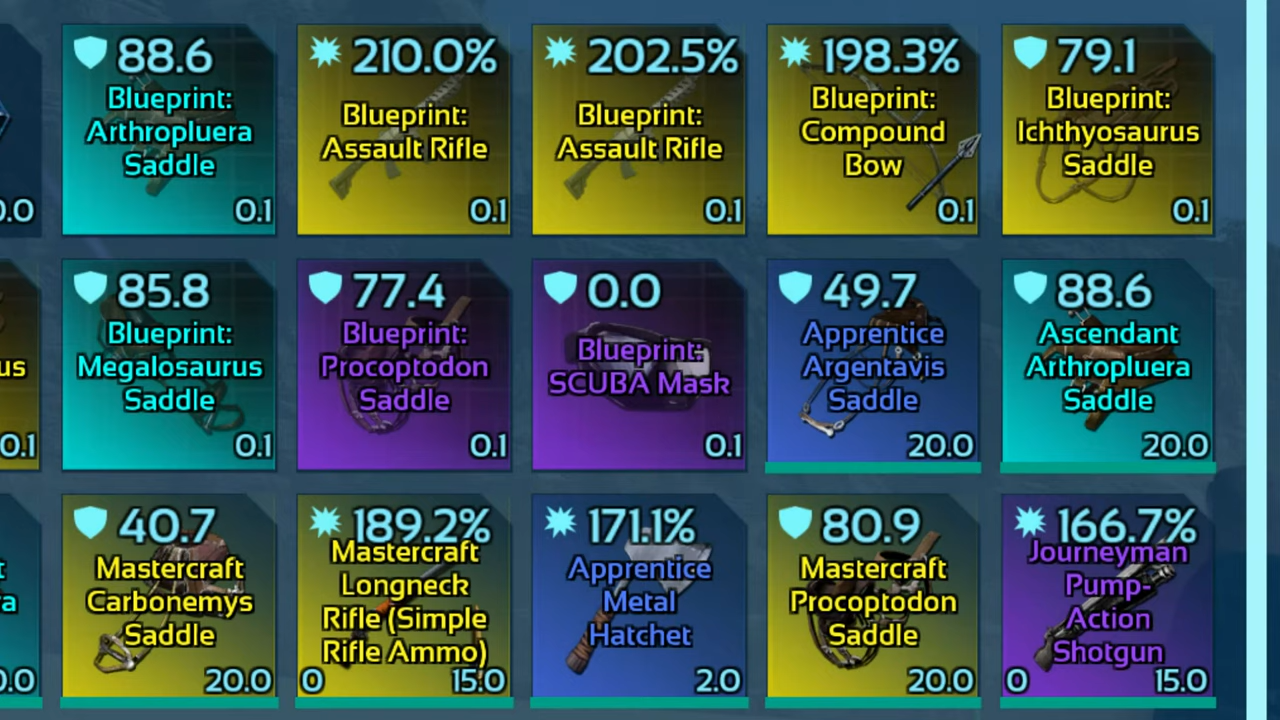 88.6
Blueprint:
Arthropluera
Saddle
0.1
210.0%
Blueprint:
Assault Rifle
0.1
202.5%
Blueprint:
Assault Rifle
0.1
198.3%
Blueprint:
Compound
Bow
0.1
79.1
Blueprint:
Ichthyosaurus
Saddle
0.1
85.8
Blueprint:
Megalosaurus
Saddle
0.1
77.4
Blueprint:
Procoptodon
Saddle
0.1
0.0
Blueprint:
SCUBA Mask
0.1
49.7
Apprentice
Argentavis
Saddle
20.0
88.6
Ascendant
Arthropluera
Saddle
20.0
40.7
Mastercraft
Carbonemys
Saddle
20.0
189.2%
Mastercraft
Longneck
Rifle (Simple
Rifle Ammo)
0 15.0
171.1%
Apprentice
Metal
Hatchet
2.0
80.9
Mastercraft
Procoptodon
Saddle
20.0
166.7%
Journeyman
Pump-
Action
Shotgun
0 15.0